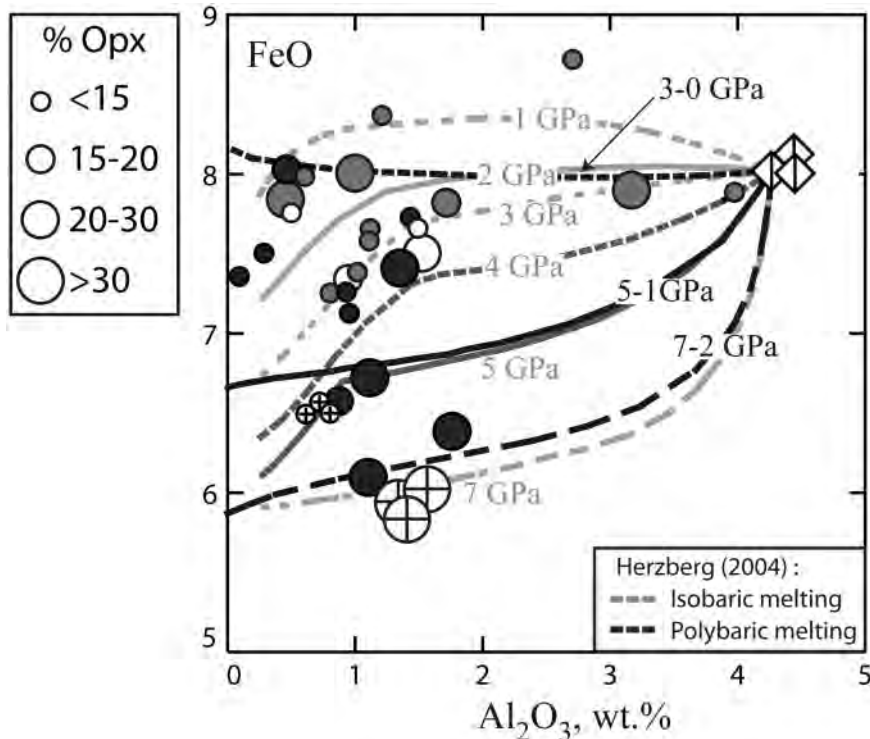 % Opx
<15
15-20
20-30
>30
9
8
7
6
5
FeO
3-0 GPa
1 GPa
2 GPa
3 GPa
4 GPa
5-1GPa
5 GPa
7-2 GPa
7 GPa
Herzberg (2004) :
Isobaric melting
Polybaric melting
0 1 2 3 4 5
Al₂O₃, wt.%